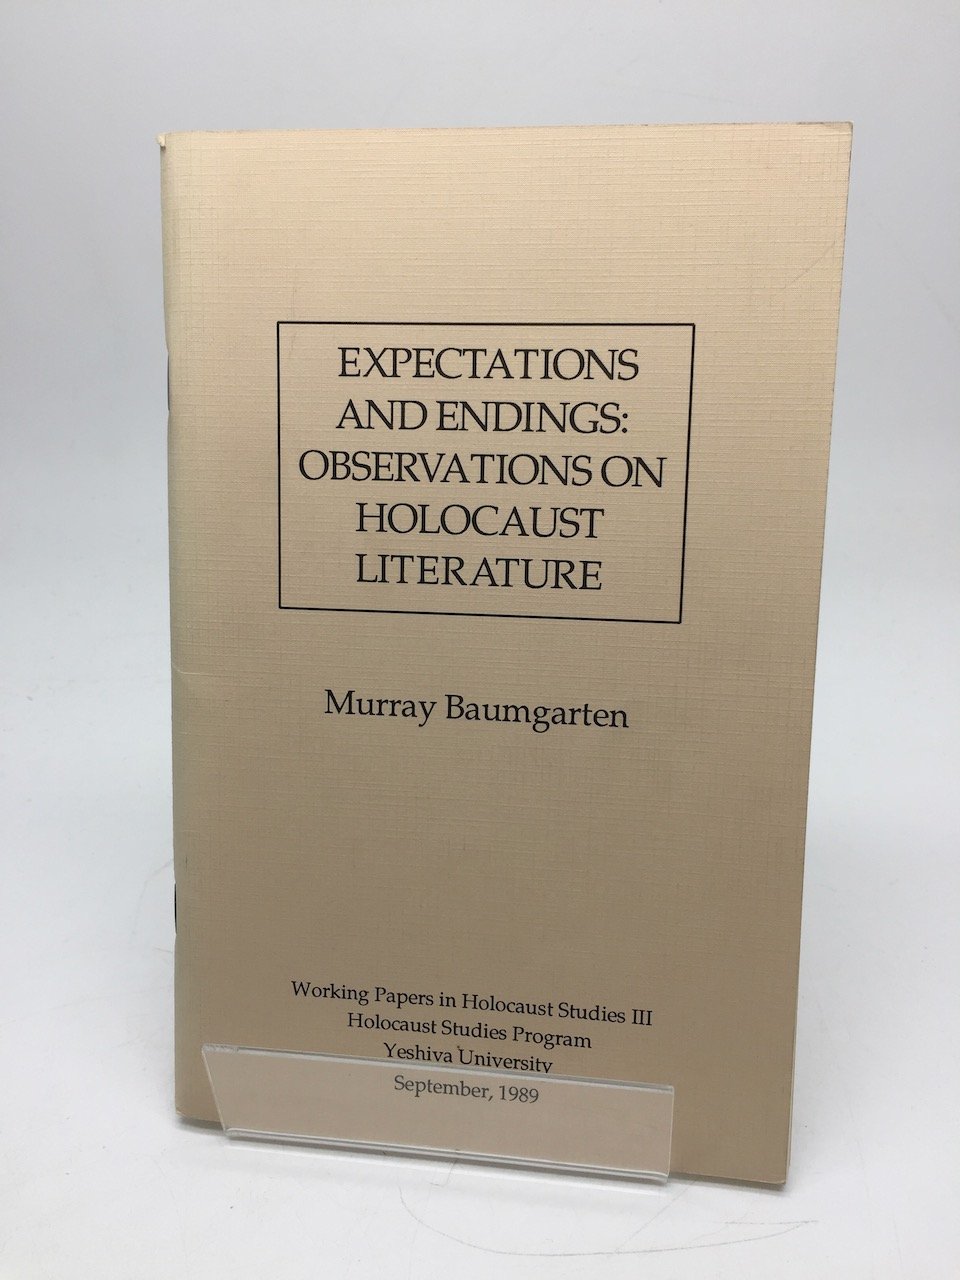 EXPECTATIONS
AND ENDINGS:
OBSERVATIONS ON
HOLOCAUST
LITERATURE
Murray Baumgarten
Working Papers in Holocaust Studies III
Holocaust Studies Program
Yeshiva University
September, 1989